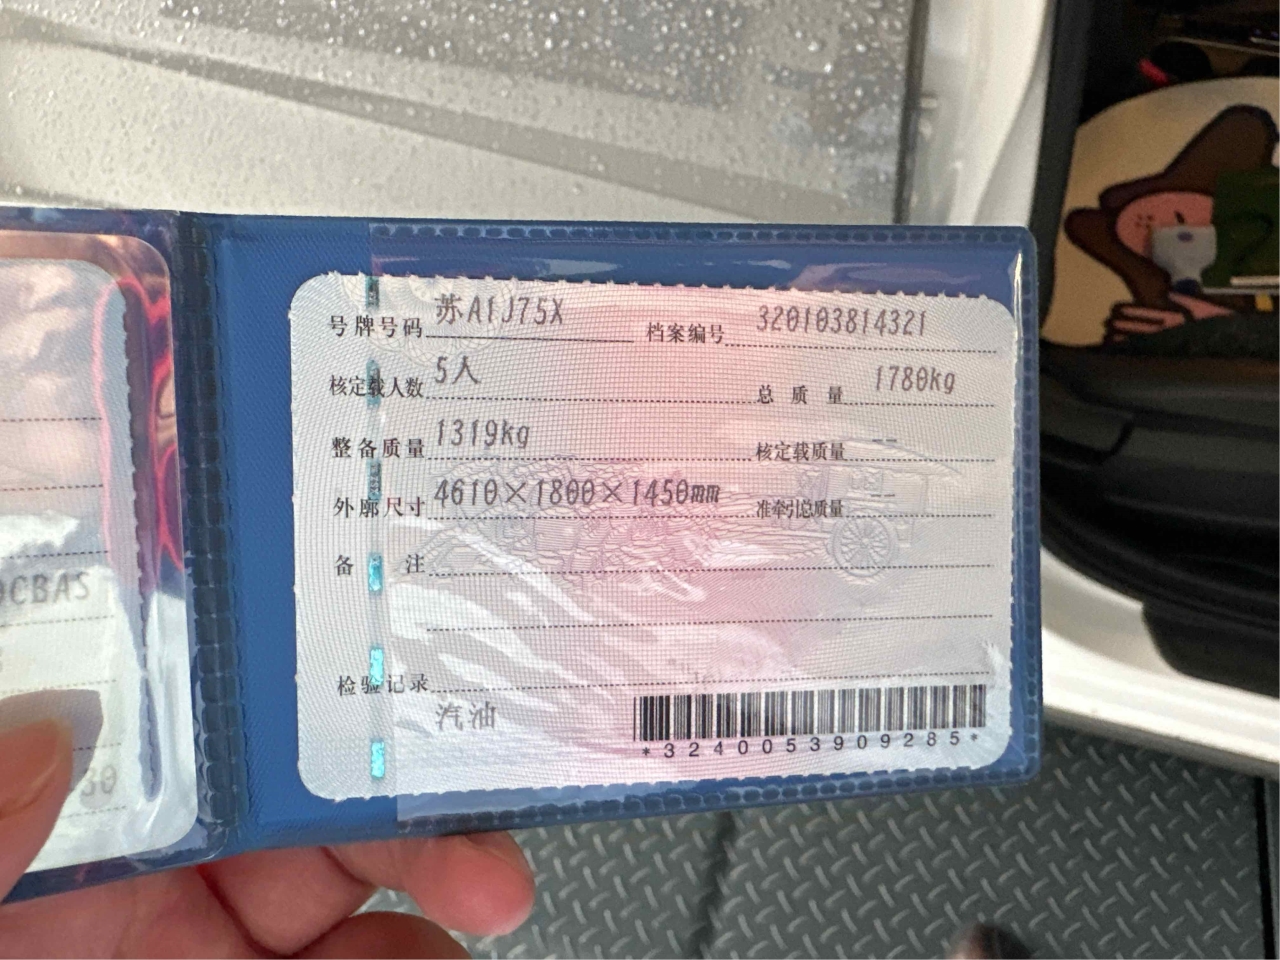 号牌号码 苏A1J75X 档案编号 320103814321
核定载人数 5人 总质量 1780kg
整备质量 1319kg 核定载质量 --
外廓尺寸 4610×1800×1450mm 准牵引总质量 --
备注
检验记录
汽油
*3240053909285*
CBAS